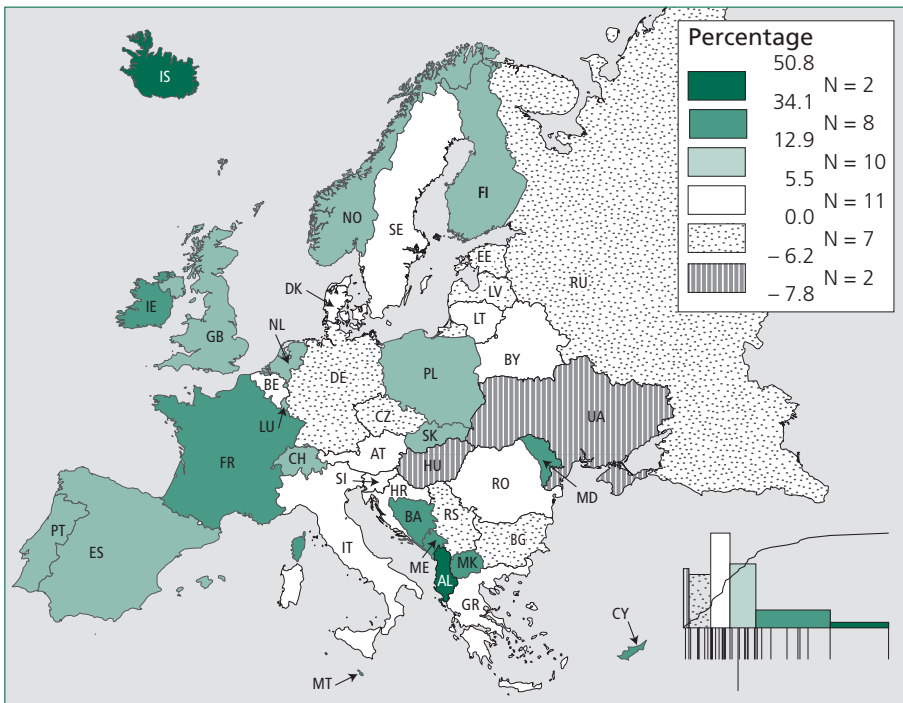 Percentage
50.8
N = 2
34.1
N = 8
12.9
N = 10
5.5
N = 11
0.0
N = 7
– 6.2
N = 2
– 7.8
IS
FI
NO
SE
EE
RU
LV
DK
IE
LT
NL
GB
BY
PL
BE
DE
CZ
LU
UA
SK
FR
CH
AT
HU
SI
RO
MD
HR
BA
RS
PT
BG
ES
IT
ME
MK
AL
GR
CY
MT